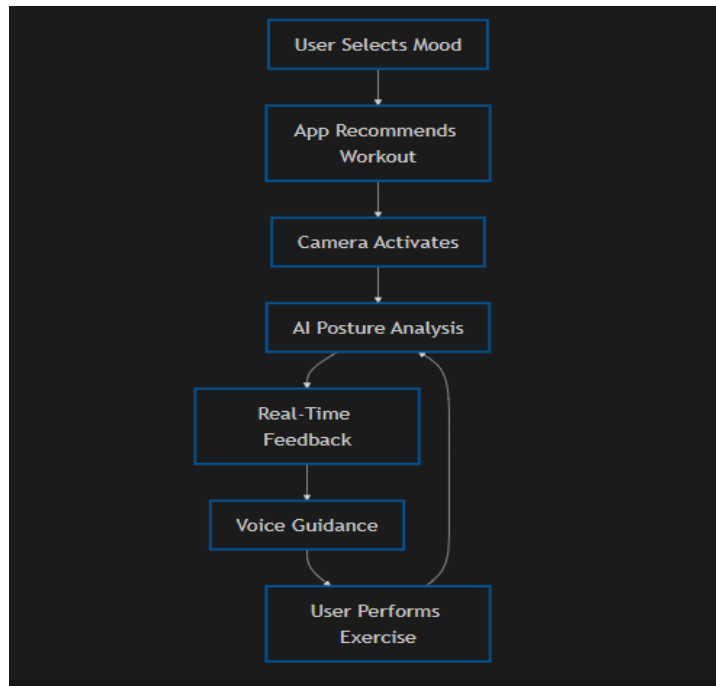 User Selects Mood
App Recommends
Workout
Camera Activates
AI Posture Analysis
Real-Time
Feedback
Voice Guidance
User Performs
Exercise